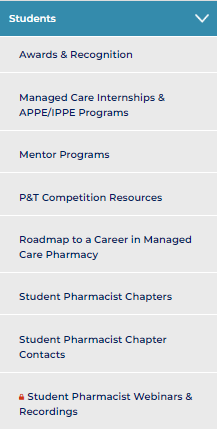 Students
Awards & Recognition
Managed Care Internships &
APPE/IPPE Programs
Mentor Programs
P&T Competition Resources
Roadmap to a Career in Managed
Care Pharmacy
Student Pharmacist Chapters
Student Pharmacist Chapter
Contacts
Student Pharmacist Webinars &
Recordings